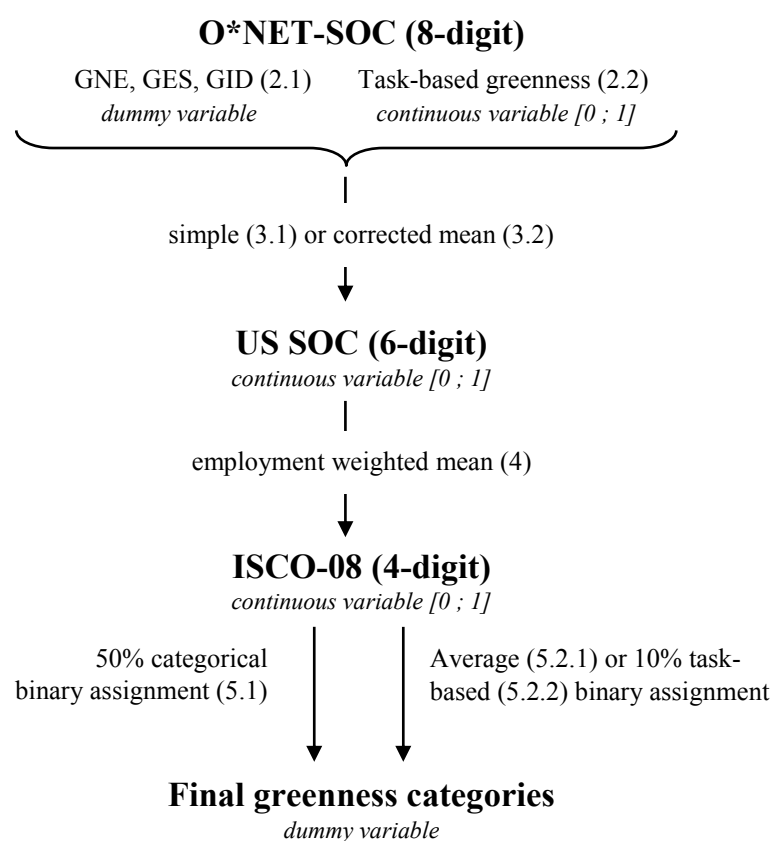 O*NET-SOC (8-digit)
GNE, GES, GID (2.1)
dummy variable
Task-based greenness (2.2)
continuous variable [0 ; 1]
simple (3.1) or corrected mean (3.2)
US SOC (6-digit)
continuous variable [0 ; 1]
employment weighted mean (4)
ISCO-08 (4-digit)
continuous variable [0 ; 1]
50% categorical
binary assignment (5.1)
Average (5.2.1) or 10% task-
based (5.2.2) binary assignment
Final greenness categories
dummy variable